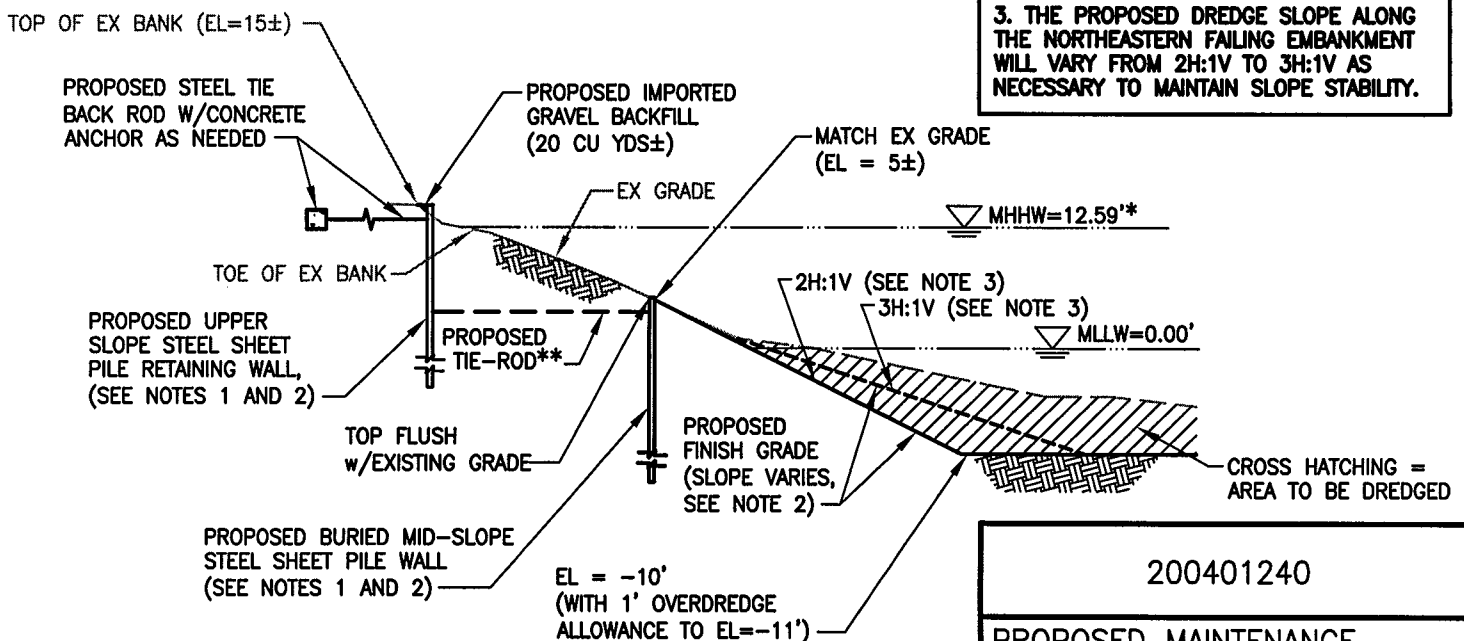 3. THE PROPOSED DREDGE SLOPE ALONG
THE NORTHEASTERN FAILING EMBANKMENT
WILL VARY FROM 2H:1V TO 3H:1V AS
NECESSARY TO MAINTAIN SLOPE STABILITY.
TOP OF EX BANK (EL=15±)
PROPOSED STEEL TIE
BACK ROD W/CONCRETE
ANCHOR AS NEEDED
PROPOSED IMPORTED
GRAVEL BACKFILL
(20 CU YDS±)
MATCH EX GRADE
(EL = 5±)
EX GRADE
MHHW=12.59'*
TOE OF EX BANK
2H:1V (SEE NOTE 3)
3H:1V (SEE NOTE 3)
MLLW=0.00'
PROPOSED UPPER
SLOPE STEEL SHEET
PILE RETAINING WALL,
(SEE NOTES 1 AND 2)
PROPOSED
TIE-ROD**
TOP FLUSH
w/EXISTING GRADE
PROPOSED
FINISH GRADE
(SLOPE VARIES,
SEE NOTE 2)
CROSS HATCHING =
AREA TO BE DREDGED
PROPOSED BURIED MID-SLOPE
STEEL SHEET PILE WALL
(SEE NOTES 1 AND 2)
EL = -10'
(WITH 1' OVERDREDGE
ALLOWANCE TO EL=-11')
200401240
PROPOSED MAINTENANCE